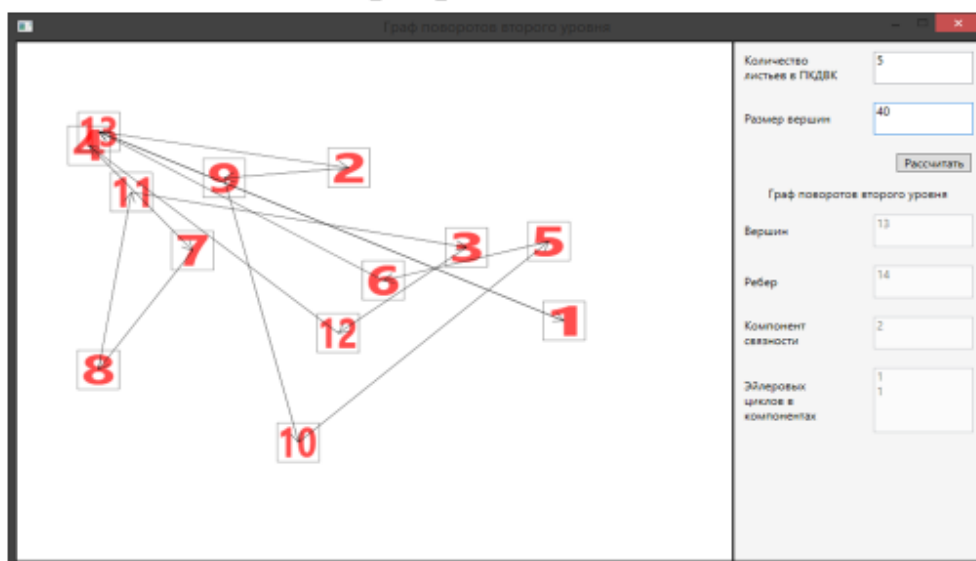 Граф поворотов второго уровня
Количество
листьев в ПКДВК
5
Размер вершин
40
Рассчитать
Граф поворотов второго уровня
Вершин
13
Ребер
14
Компонент
связности
2
Эйлеровых
циклов в
компонентах
1
1
13
4
2
9
11
7
3
5
6
12
1
8
10